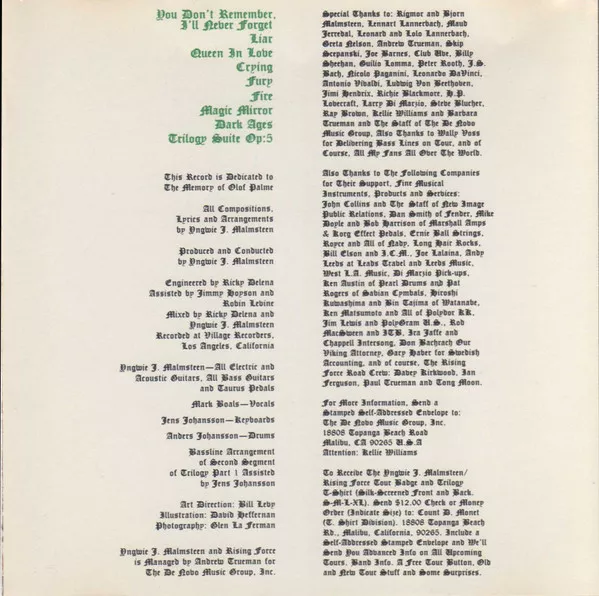 You Don't Remember,
I'll Never Forget
Liar
Queen In Love
Crying
Fury
Fire
Magic Mirror
Dark Ages
Trilogy Suite Op:5
This Record is Dedicated to
The Memory of Olof Palme
All Compositions,
Lyrics and Arrangements
by Yngwie J. Malmsteen
Produced and Conducted
by Yngwie J. Malmsteen
Engineered by Ricky Delena
Assisted by Jimmy Hoyson and
Robin Levine
Mixed by Ricky Delena and
Yngwie J. Malmsteen
Recorded at Village Recorders,
Los Angeles, California
Yngwie J. Malmsteen—All Electric and
Acoustic Guitars, All Bass Guitars
and Taurus Pedals
Mark Boals—Vocals
Jens Johansson—Keyboards
Anders Johansson—Drums
Bassline Arrangement
of Second Segment
of Trilogy Part 1 Assisted
by Jens Johansson
Art Direction: Bill Levy
Illustration: David Heffernan
Photography: Glen La Ferman
Yngwie J. Malmsteen and Rising Force
is Managed by Andrew Trueman for
The De Novo Music Group, Inc.
Special Thanks to: Rigmor and Bjorn
Malmsteen, Lennart Lannerbach, Maud
Jerredal, Leonard and Lolo Lannerbach,
Greta Nelson, Andrew Trueman, Skip
Scepanski, Joe Barnes, Club Uve, Billy
Sheehan, Guilio Lomma, Peter Rooth, J.S.
Bach, Nicolo Paganini, Leonardo DaVinci,
Antonio Vivaldi, Ludwig Von Beethoven,
Jimi Hendrix, Richie Blackmore, H.P.
Lovecraft, Larry Di Marzio, Steve Blucher,
Ray Brown, Kellie Williams and Barbara
Trueman and The Staff of The De Novo
Music Group, Also Thanks to Wally Voss
for Delivering Bass Lines on Tour, and of
Course, All My Fans All Over The World.
Also Thanks to The Following Companies
for Their Support, Fine Musical
Instruments, Products and Services:
John Collins and The Staff of New Image
Public Relations, Dan Smith of Fender, Mike
Doyle and Bob Harrison of Marshall Amps
& Korg Effect Pedals, Ernie Ball Strings,
Royce and All of Nady, Long Hair Rocks,
Bill Elson and I.C.M., Joe Lalaina, Andy
Leeds at Leads Travel and Leeds Music,
West L.A. Music, Di Marzio Pick-ups,
Ken Austin of Pearl Drums and Pat
Rogers of Sabian Cymbals, Hiroshi
Kuwashima and Bin Tajima of Watanabe,
Ken Matsumoto and All of Polydor KK,
Jim Lewis and PolyGram U.S., Rob
MacSween and ITB, Ira Jaffe and
Chappell Intersong, Don Bachrach Our
Viking Attorney, Gary Haber for Swedish
Accounting, and of course, The Rising
Force Road Crew: Davey Kirkwood, Ian
Ferguson, Paul Trueman and Tong Moon.
For More Information, Send a
Stamped Self-Addressed Envelope to:
The De Novo Music Group, Inc.
18808 Topanga Beach Road
Malibu, CA 90265 U.S.A
Attention: Kellie Williams
To Receive The Yngwie J. Malmsteen/
Rising Force Tour Badge and Trilogy
T-Shirt (Silk-Screened Front and Back.
S-M-L-XL). Send $12.00 Check or Money
Order (Indicate Size) to: Count D. Monet
(T. Shirt Division). 18808 Topanga Beach
Rd., Malibu, California, 90265. Include a
Self-Addressed Stamped Envelope and We'll
Send You Advanced Info on All Upcoming
Tours, Band Info. A Free Tour Button, Old
and New Tour Stuff and Some Surprises.